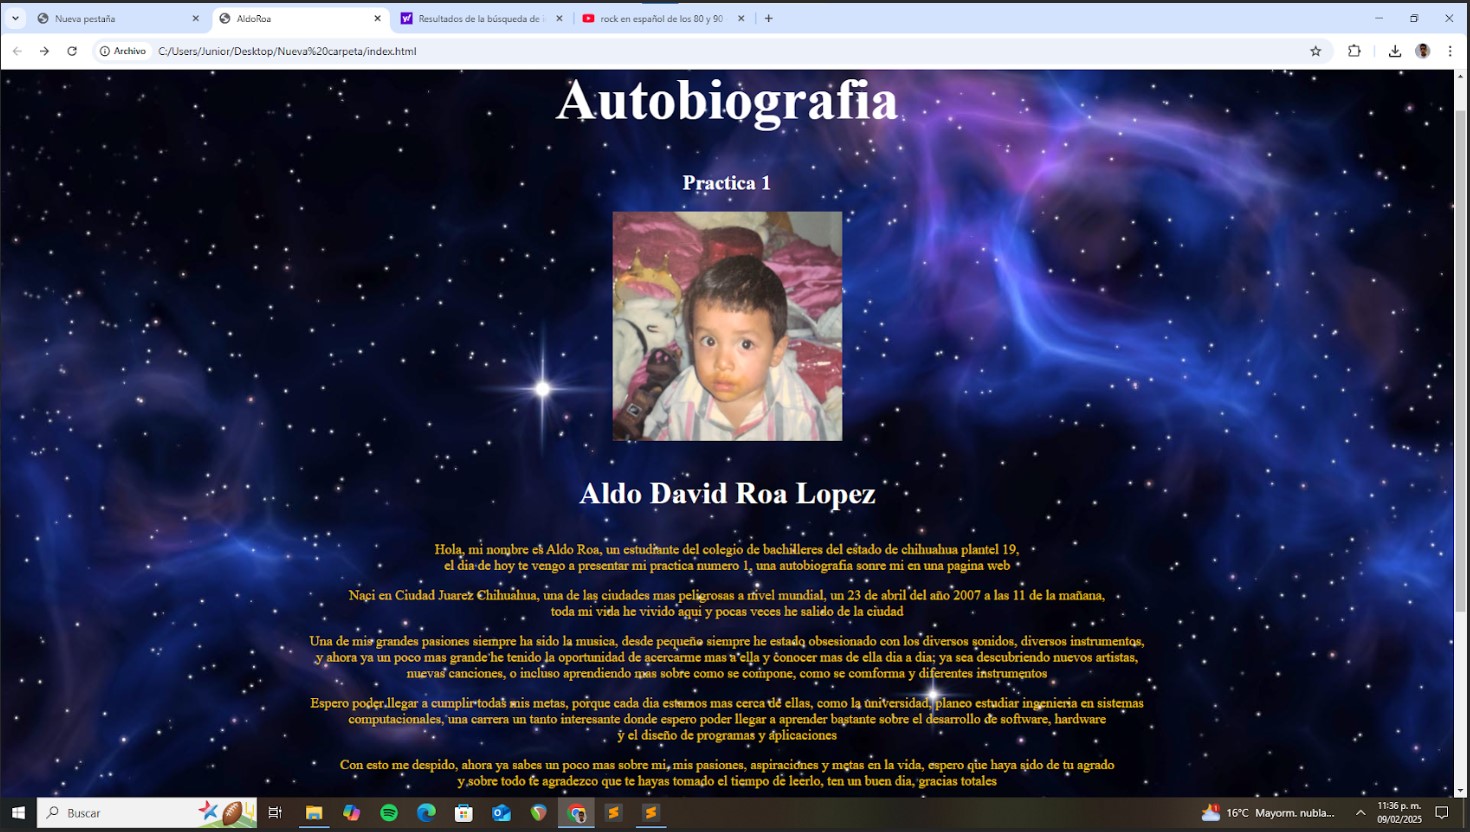 Nueva pestaña
AldoRoa
Resultados de la búsqueda de
rock en español de los 80 y 90
Archivo
C:/Users/Junior/Desktop/Nueva%20carpeta/index.html
Autobiografia
Practica 1
Aldo David Roa Lopez
Hola, mi nombre es Aldo Roa, un estudiante del colegio de bachilleres del estado de chihuahua plantel 19,
el dia de hoy te vengo a presentar mi practica numero 1, una autobiografia sonre mi en una pagina web
Naci en Ciudad Juarez Chihuahua, una de las ciudades mas peligrosas a nivel mundial, un 23 de abril del año 2007 a las 11 de la mañana,
toda mi vida he vivido aqui y pocas veces he salido de la ciudad
Una de mis grandes pasiones siempre ha sido la musica, desde pequeño siempre he estado obsesionado con los diversos sonidos, diversos instrumentos,
y ahora ya un poco mas grande he tenido la oportunidad de acercarme mas a ella y conocer mas de ella dia a dia; ya sea descubriendo nuevos artistas,
nuevas canciones, o incluso aprendiendo mas sobre como se compone, como se comforma y diferentes instrumentos
Espero poder llegar a cumplir todas mis metas, porque cada dia estamos mas cerca de ellas, como la universidad, planeo estudiar ingenieria en sistemas
computacionales, una carrera un tanto interesante donde espero poder llegar a aprender bastante sobre el desarrollo de software, hardware
y el diseño de programas y aplicaciones
Con esto me despido, ahora ya sabes un poco mas sobre mi, mis pasiones, aspiraciones y metas en la vida, espero que haya sido de tu agrado
y sobre todo te agradezco que te hayas tomado el tiempo de leerlo, ten un buen dia, gracias totales
Buscar
16°C Mayorm. nubla...
11:36 p. m.
09/02/2025